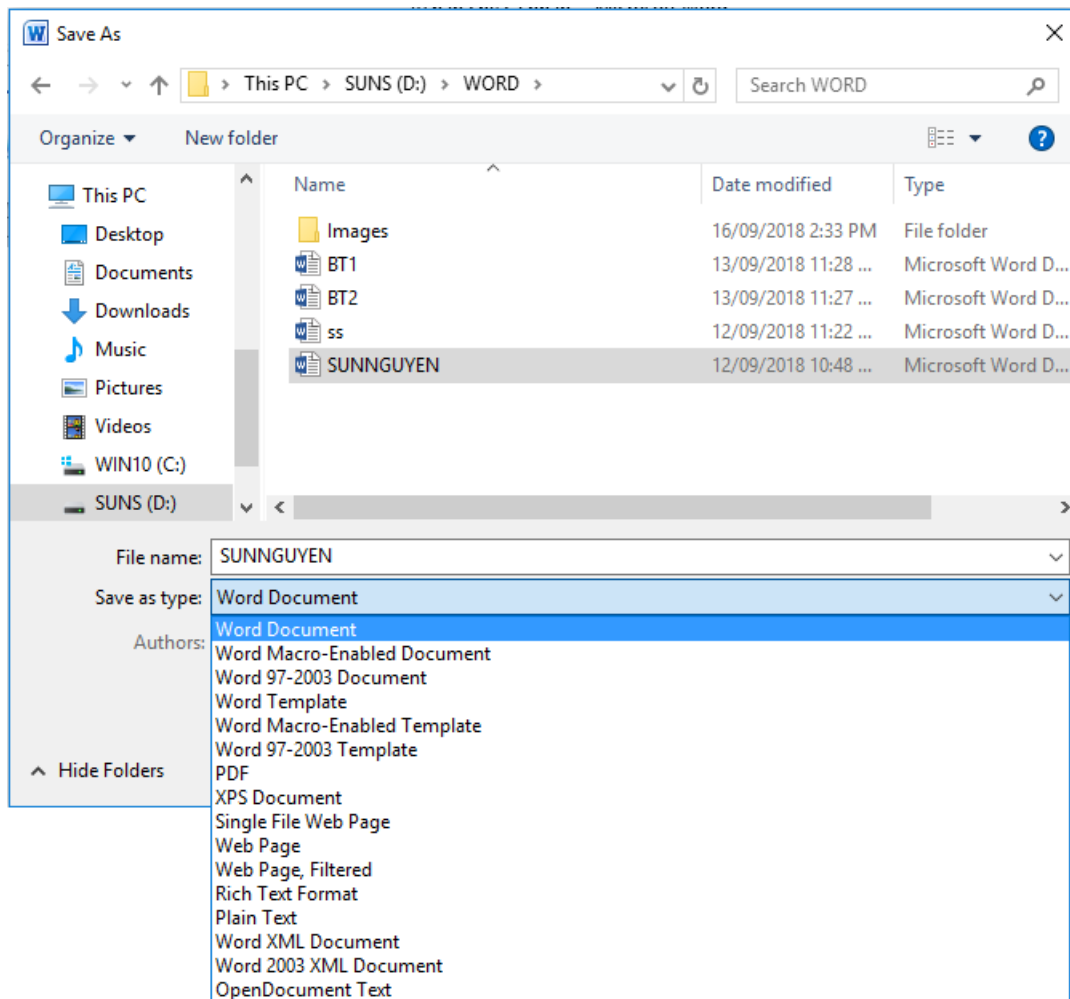 Save As
This PC > SUNS (D:) > WORD >
Search WORD
Organize
New folder
This PC
Desktop
Documents
Downloads
Music
Pictures
Videos
WIN10 (C:)
SUNS (D:)
Name Date modified Type
Images 16/09/2018 2:33 PM File folder
BT1 13/09/2018 11:28 ... Microsoft Word D...
BT2 13/09/2018 11:27 ... Microsoft Word D...
ss 12/09/2018 11:22 ... Microsoft Word D...
SUNNGUYEN 12/09/2018 10:48 ... Microsoft Word D...
File name: SUNNGUYEN
Save as type: Word Document
Authors:
Word Document
Word Macro-Enabled Document
Word 97-2003 Document
Word Template
Word Macro-Enabled Template
Word 97-2003 Template
PDF
XPS Document
Single File Web Page
Web Page
Web Page, Filtered
Rich Text Format
Plain Text
Word XML Document
Word 2003 XML Document
OpenDocument Text
Hide Folders